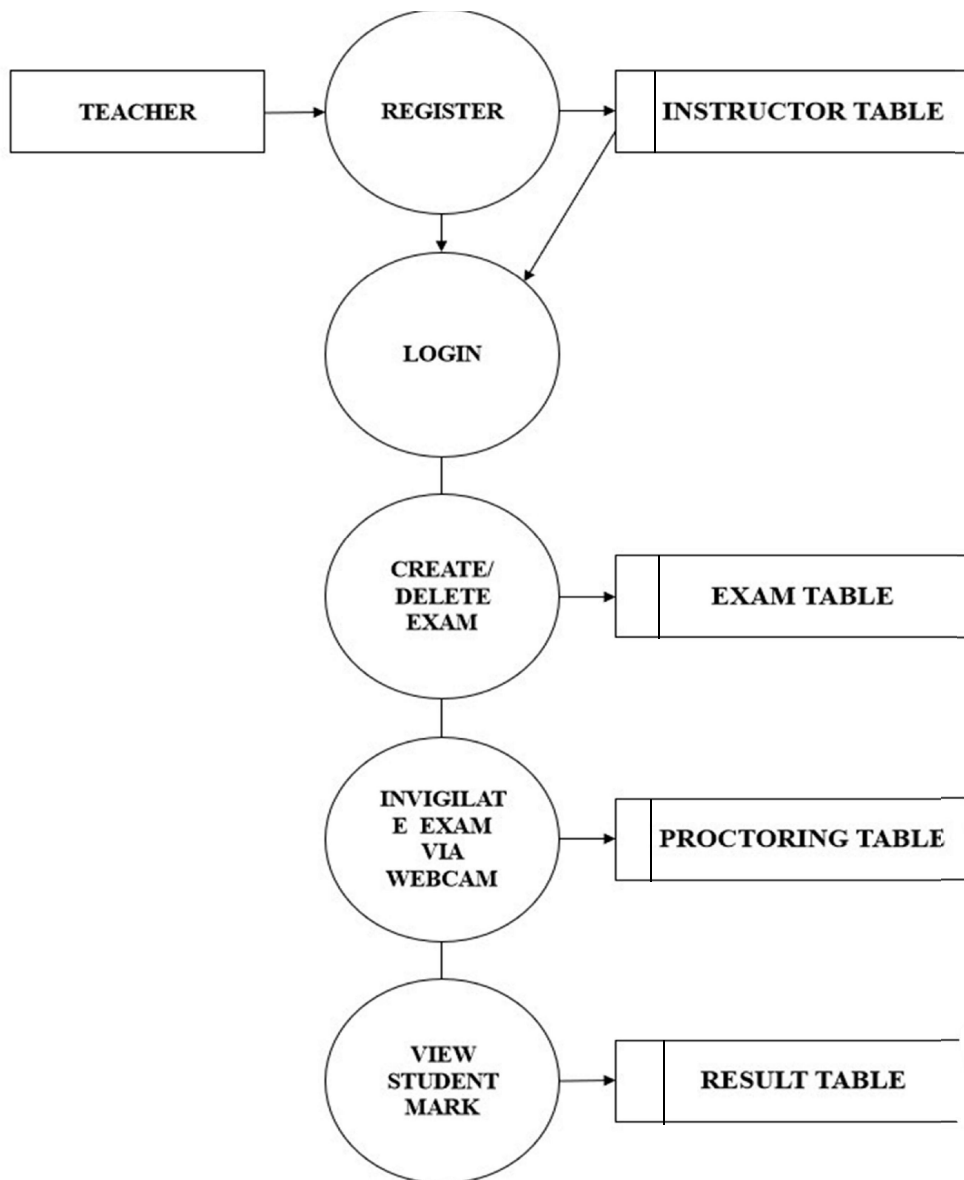 TEACHER
REGISTER
INSTRUCTOR TABLE
LOGIN
CREATE/
DELETE
EXAM
EXAM TABLE
INVIGILAT
E EXAM
VIA
WEBCAM
PROCTORING TABLE
VIEW
STUDENT
MARK
RESULT TABLE